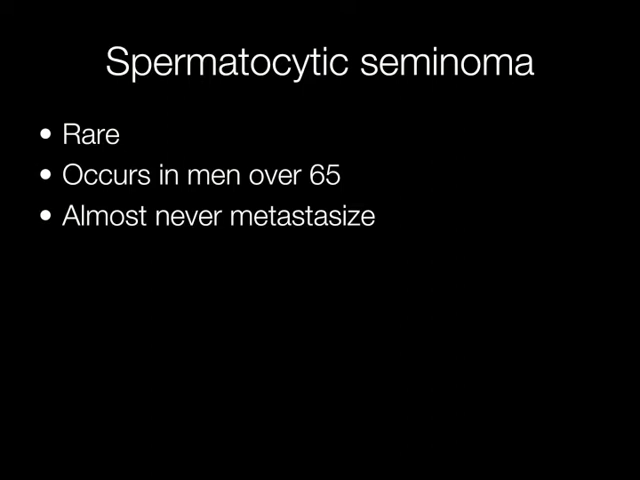 Spermatocytic seminoma
• Rare
• Occurs in men over 65
• Almost never metastasize